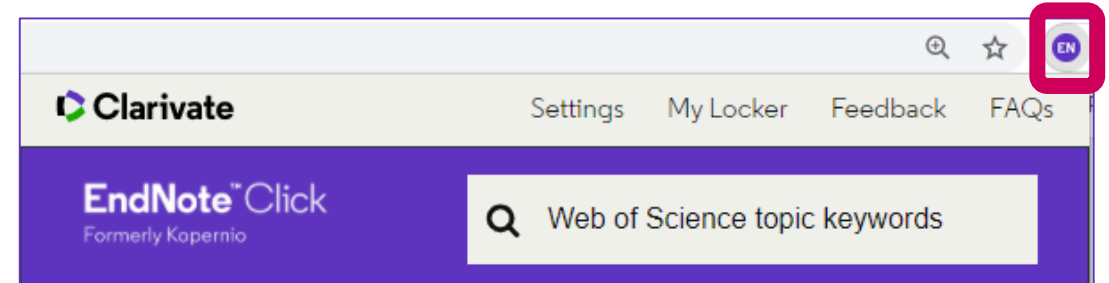 EN
Clarivate
Settings My Locker Feedback FAQs
EndNote™ Click
Formerly Kopernio
Web of Science topic keywords